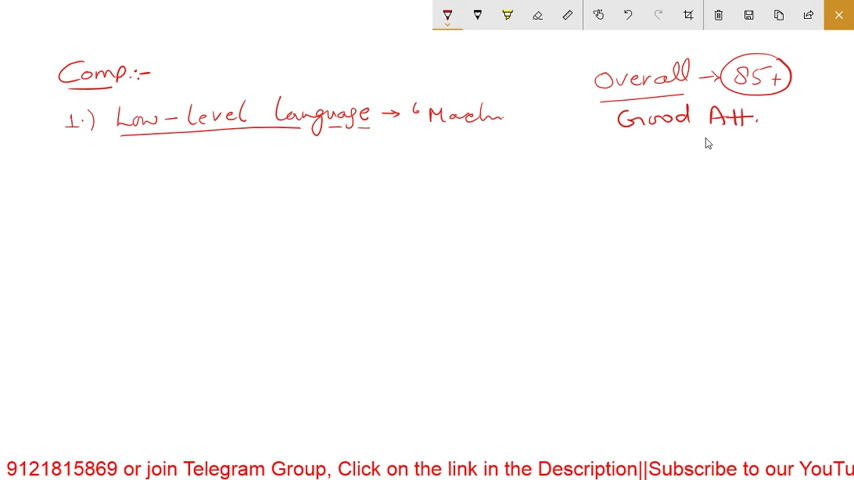 Comp.:-
Overall → 85+
1.) Low-level language → "Machi
Good Att.
9121815869 or join Telegram Group, Click on the link in the Description||Subscribe to our YouTu